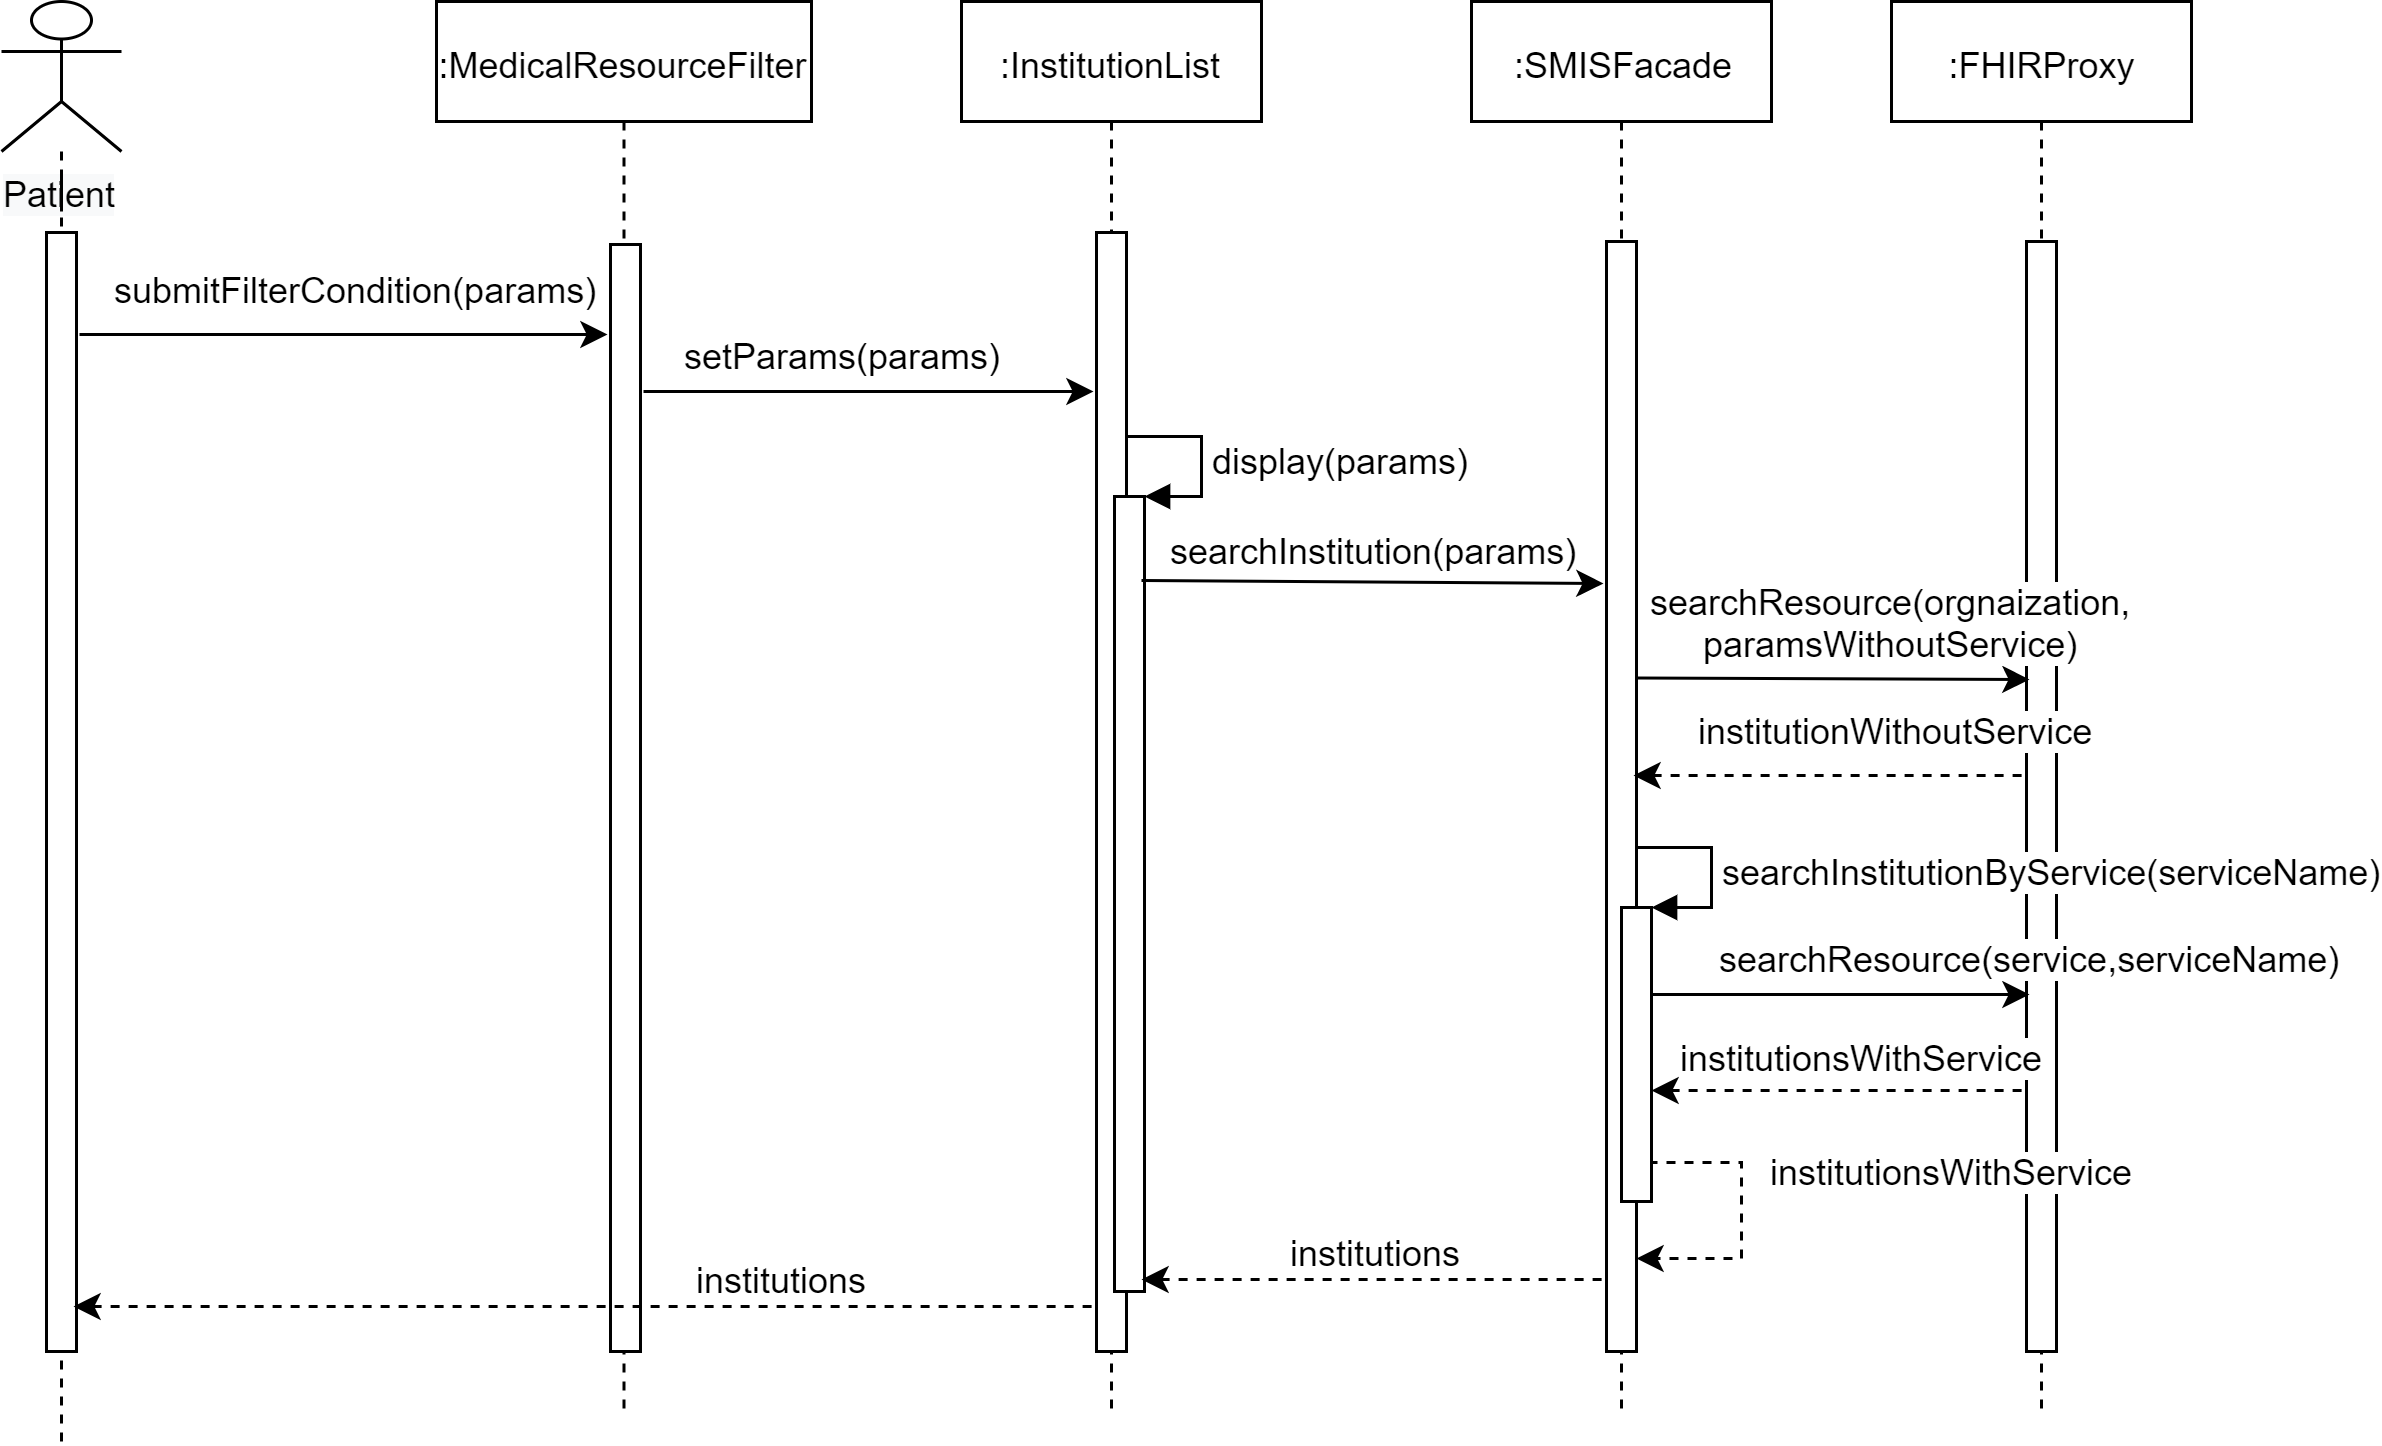 :MedicalResourceFilter
:InstitutionList
:SMISFacade
:FHIRProxy
Patient
submitFilterCondition(params)
setParams(params)
display(params)
searchInstitution(params)
searchResource(orgnaization,
paramsWithoutService)
institutionWithoutService
searchInstitutionByService(serviceName)
searchResource(service,serviceName)
institutionsWithService
institutionsWithService
institutions
institutions